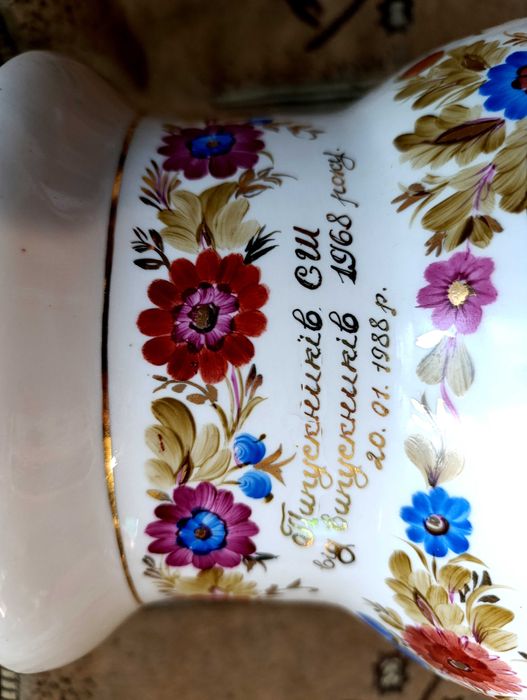 Випускників СШ
від випускників 1968 року.
20. 01. 1988 р.